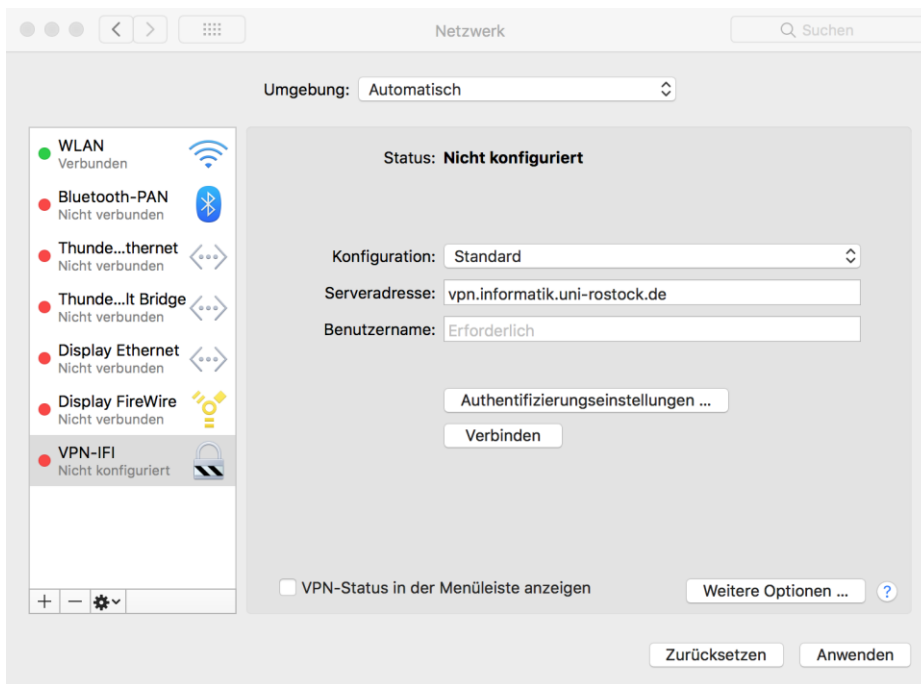 Netzwerk
Suchen
Umgebung: Automatisch
WLAN
Verbunden
Bluetooth-PAN
Nicht verbunden
Thunde...thernet
Nicht verbunden
Thunde...lt Bridge
Nicht verbunden
Display Ethernet
Nicht verbunden
Display FireWire
Nicht verbunden
VPN-IFI
Nicht konfiguriert
Status: Nicht konfiguriert
Konfiguration: Standard
Serveradresse: vpn.informatik.uni-rostock.de
Benutzername: Erforderlich
Authentifizierungseinstellungen ...
Verbinden
VPN-Status in der Menüleiste anzeigen
Weitere Optionen ... ?
Zurücksetzen Anwenden